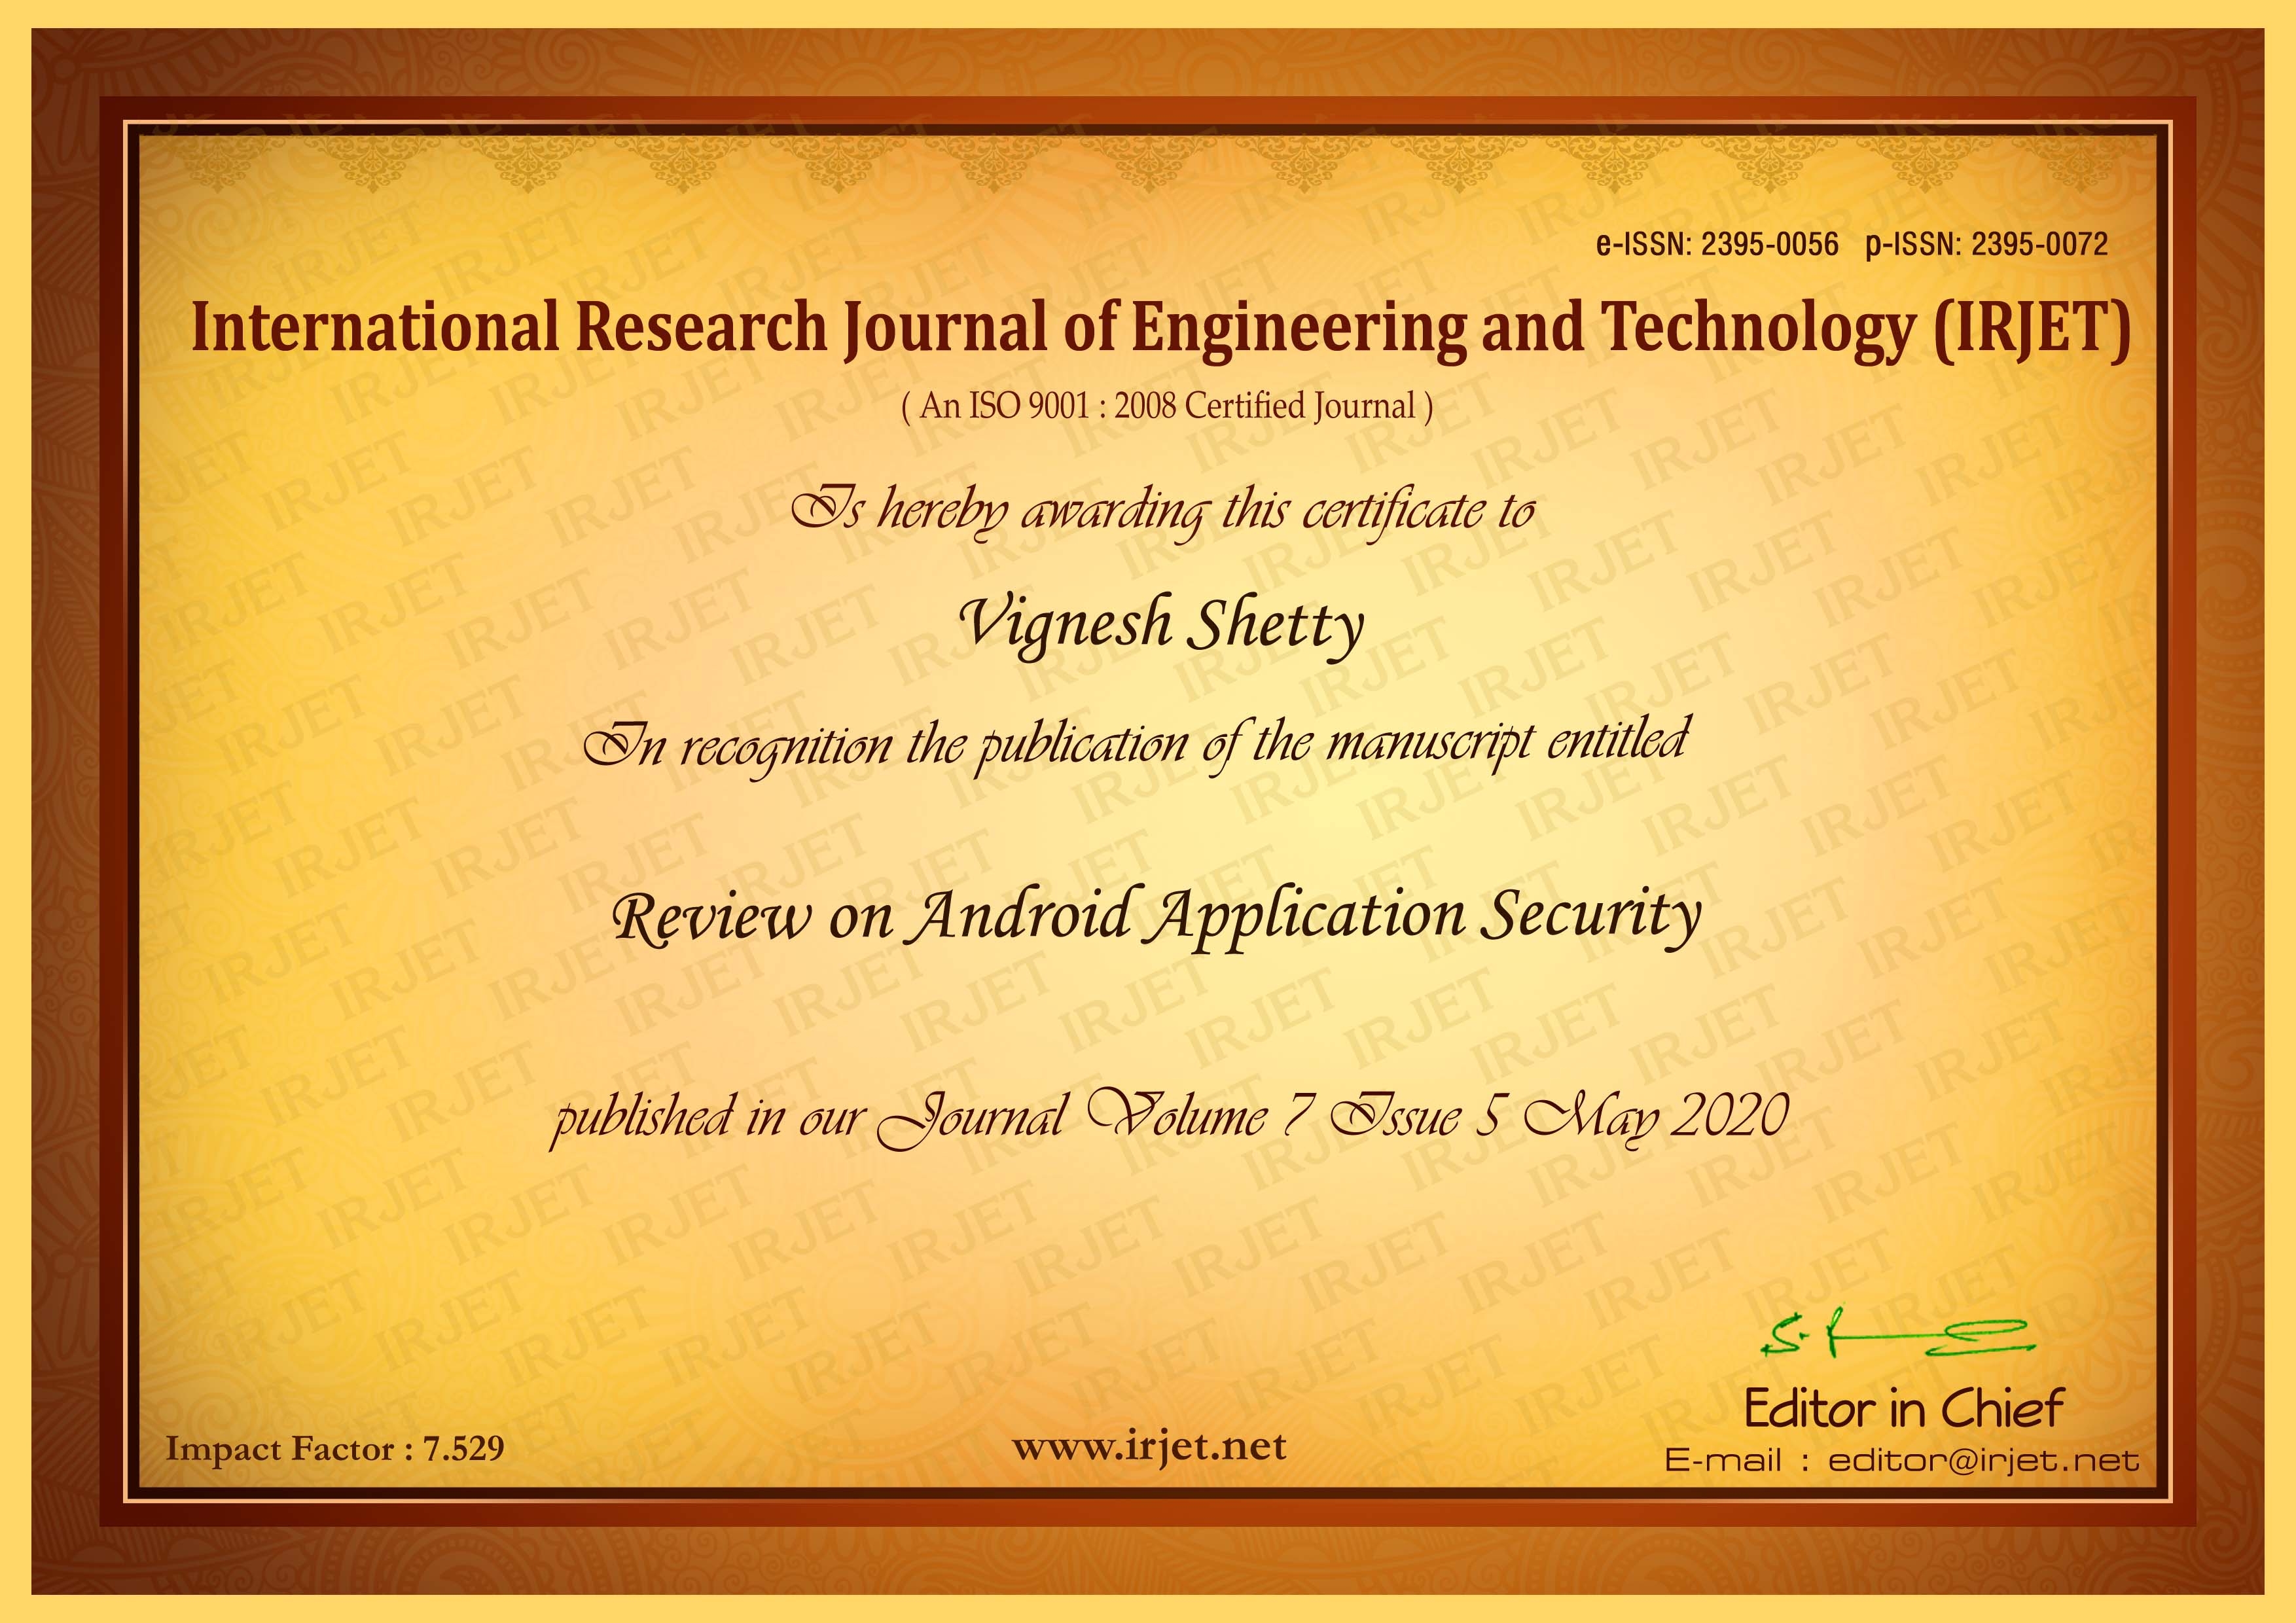 e-ISSN: 2395-0056 p-ISSN: 2395-0072
International Research Journal of Engineering and Technology (IRJET)
( An ISO 9001 : 2008 Certified Journal )
Is hereby awarding this certificate to
Vignesh Shetty
In recognition the publication of the manuscript entitled
Review on Android Application Security
published in our Journal Volume 7 Issue 5 May 2020
Editor in Chief
Impact Factor : 7.529
www.irjet.net
E-mail : editor@irjet.net